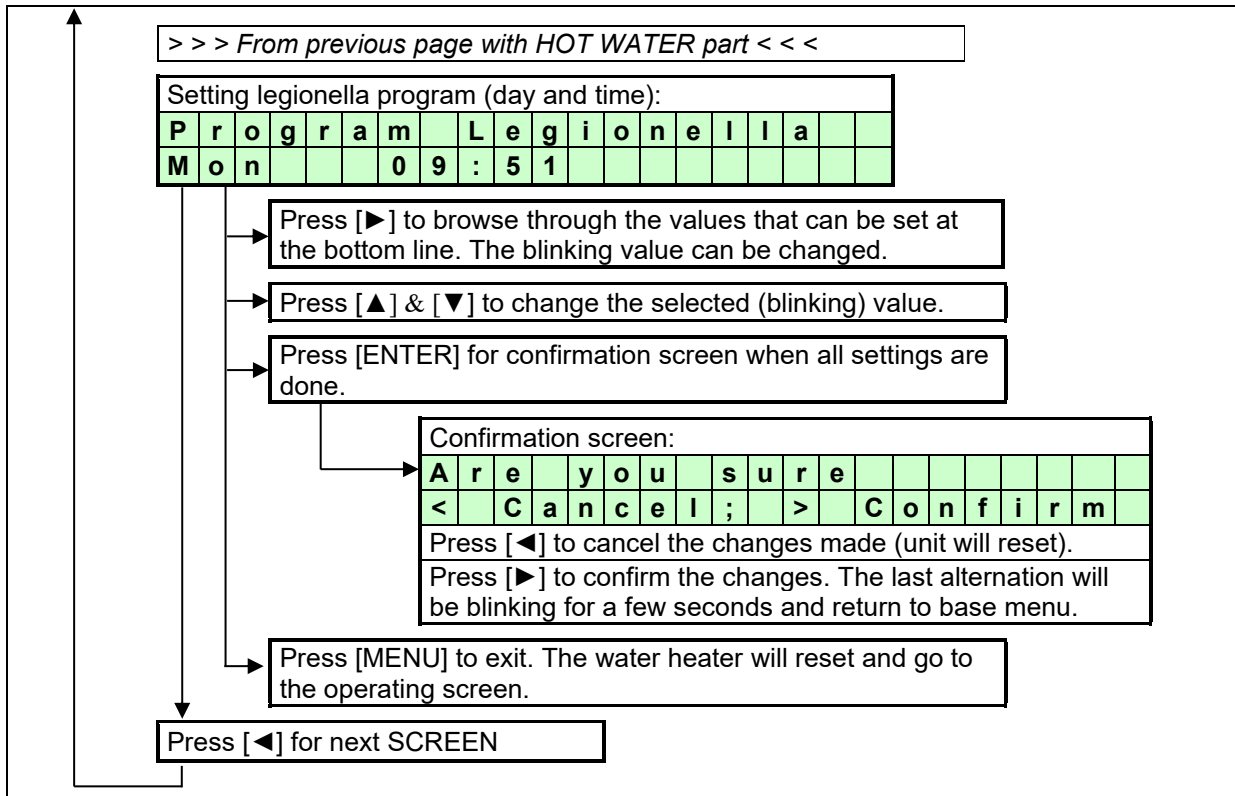 > > > From previous page with HOT WATER part < < <
Setting legionella program (day and time):
Program Legionella
Mon 09:51
Press [►] to browse through the values that can be set at
the bottom line. The blinking value can be changed.
Press [▲] & [▼] to change the selected (blinking) value.
Press [ENTER] for confirmation screen when all settings are
done.
Confirmation screen:
Are you sure
< Cancel; > Confirm
Press [◄] to cancel the changes made (unit will reset).
Press [►] to confirm the changes. The last alternation will
be blinking for a few seconds and return to base menu.
Press [MENU] to exit. The water heater will reset and go to
the operating screen.
Press [◄] for next SCREEN